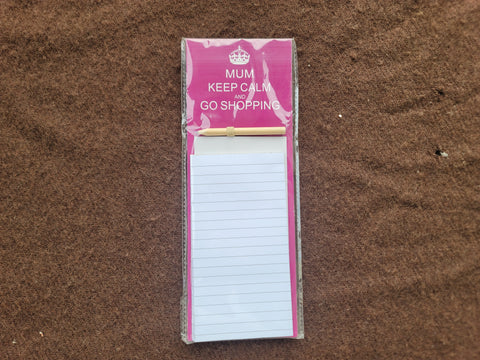 MUM
KEEP CALM
AND
GO SHOPPING